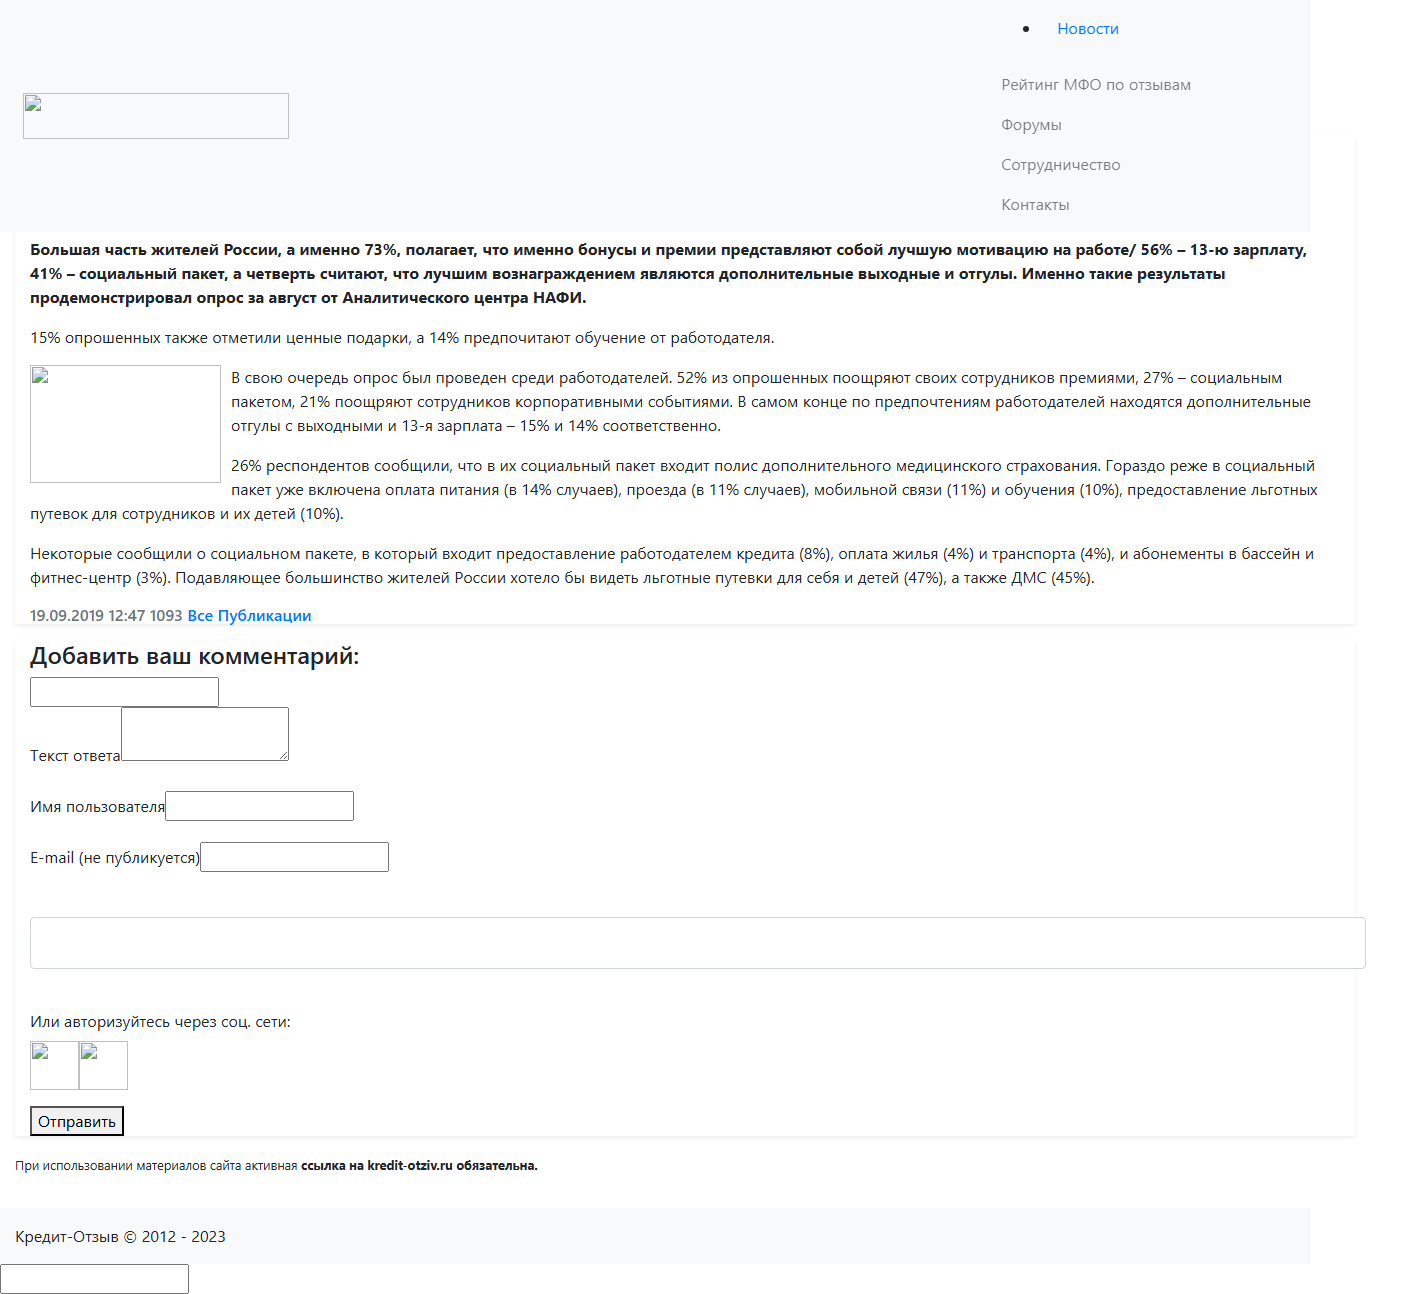 Новости
Рейтинг МФО по отзывам
Форумы
Сотрудничество
Контакты
Большая часть жителей России, а именно 73%, полагает, что именно бонусы и премии представляют собой лучшую мотивацию на работе/ 56% – 13-ю зарплату,
41% – социальный пакет, а четверть считают, что лучшим вознаграждением являются дополнительные выходные и отгулы. Именно такие результаты
продемонстрировал опрос за август от Аналитического центра НАФИ.
15% опрошенных также отметили ценные подарки, а 14% предпочитают обучение от работодателя.
В свою очередь опрос был проведен среди работодателей. 52% из опрошенных поощряют своих сотрудников премиями, 27% – социальным
пакетом, 21% поощряют сотрудников корпоративными событиями. В самом конце по предпочтениям работодателей находятся дополнительные
отгулы с выходными и 13-я зарплата – 15% и 14% соответственно.
26% респондентов сообщили, что в их социальный пакет входит полис дополнительного медицинского страхования. Гораздо реже в социальный
пакет уже включена оплата питания (в 14% случаев), проезда (в 11% случаев), мобильной связи (11%) и обучения (10%), предоставление льготных
путевок для сотрудников и их детей (10%).
Некоторые сообщили о социальном пакете, в который входит предоставление работодателем кредита (8%), оплата жилья (4%) и транспорта (4%), и абонементы в бассейн и
фитнес-центр (3%). Подавляющее большинство жителей России хотело бы видеть льготные путевки для себя и детей (47%), а также ДМС (45%).
19.09.2019 12:47 1093 Все Публикации
Добавить ваш комментарий:
Текст ответа
Имя пользователя
E-mail (не публикуется)
Или авторизуйтесь через соц. сети:
Отправить
При использовании материалов сайта активная ссылка на kredit-otziv.ru обязательна.
Кредит-Отзыв © 2012 - 2023